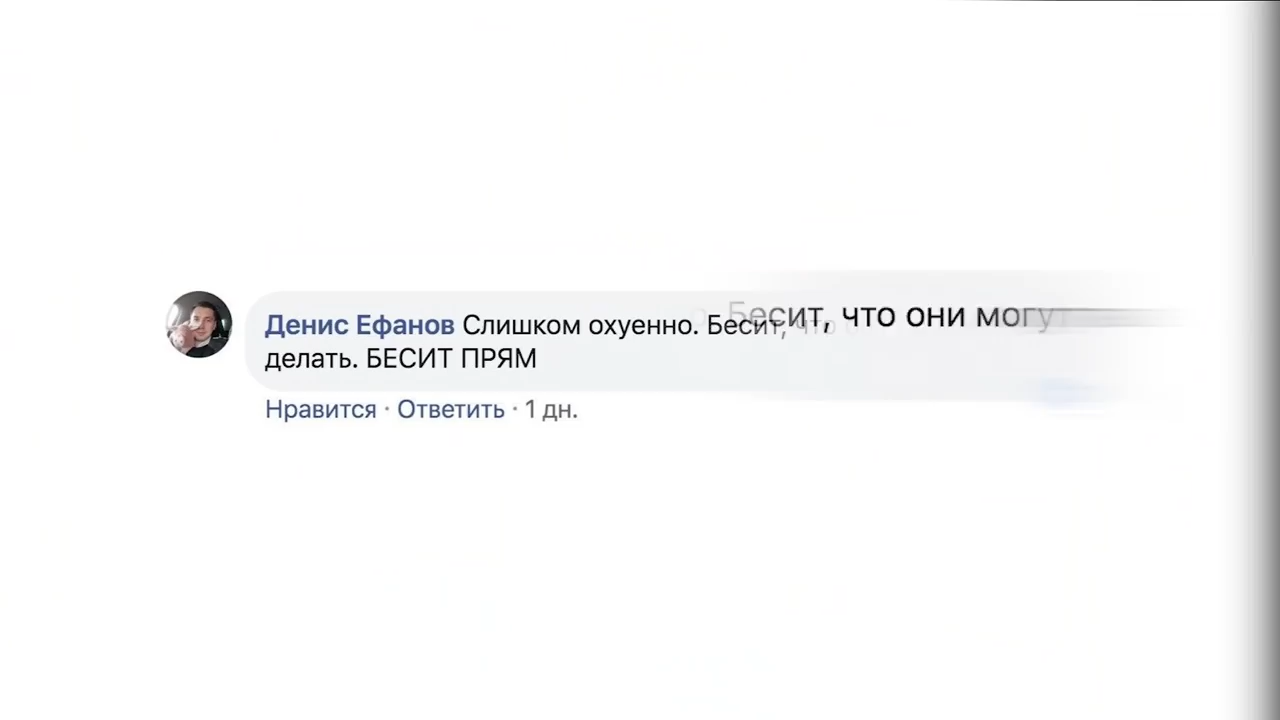 Денис Ефанов Слишком охуенно. Бесит, что они могут
делать. БЕСИТ ПРЯМ
Нравится · Ответить · 1 дн.